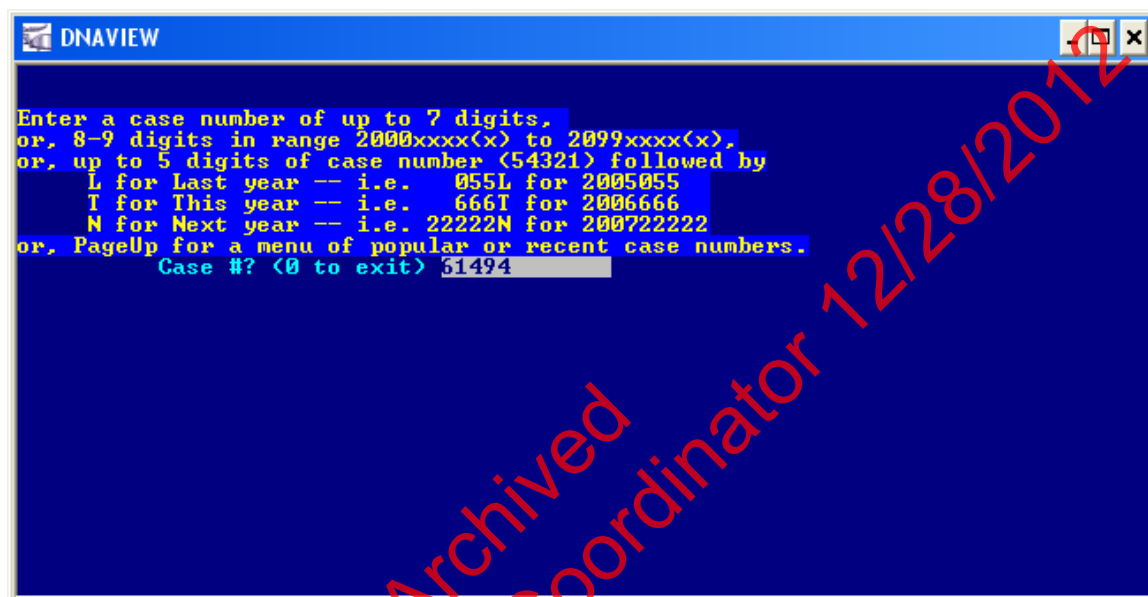 DNAVIEW
Enter a case number of up to 7 digits,
or, 8-9 digits in range 2000xxxx(x) to 2099xxxx(x),
or, up to 5 digits of case number (54321) followed by
L for Last year -- i.e. 055L for 2005055
T for This year -- i.e. 666T for 2006666
N for Next year -- i.e. 22222N for 200722222
or, PageUp for a menu of popular or recent case numbers.
Case #? (0 to exit) 61494
Archived
Coordinator 12/28/2012